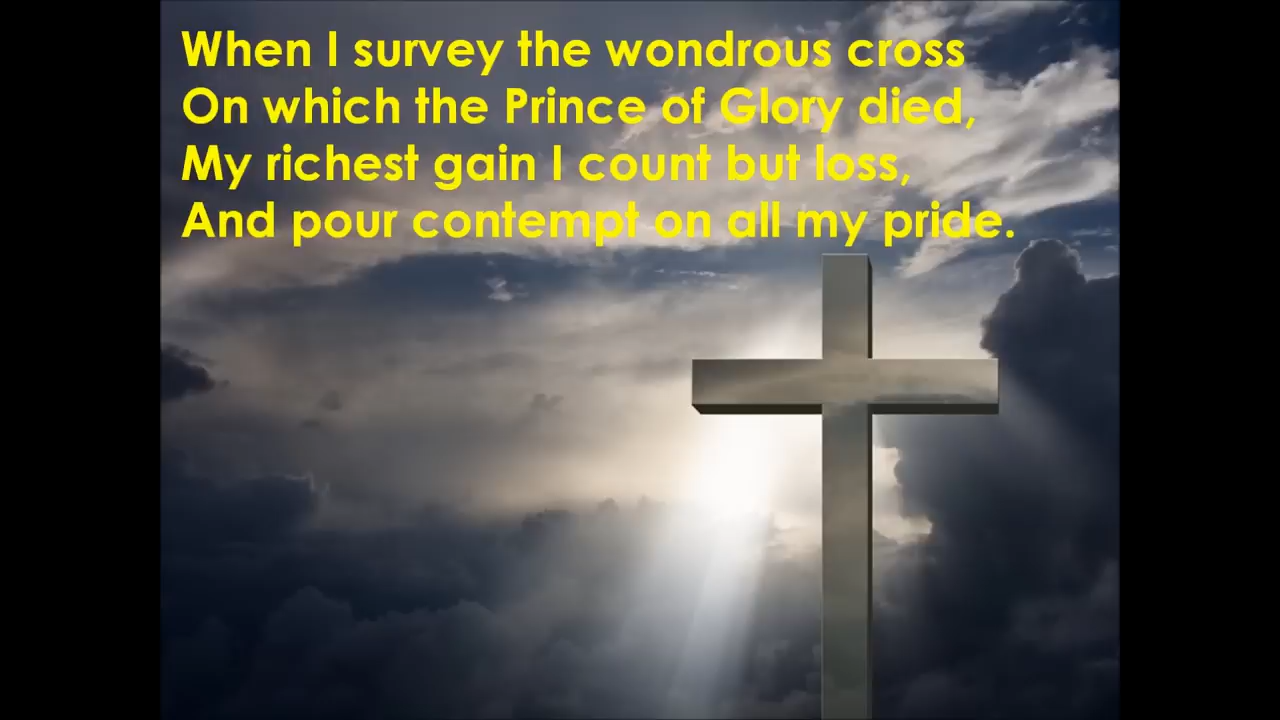 When I survey the wondrous cross
On which the Prince of Glory died,
My richest gain I count but loss,
And pour contempt on all my pride.